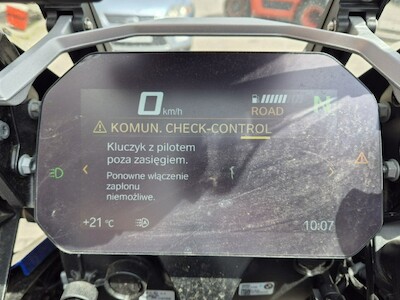 0 km/h
ROAD
N
KOMUN. CHECK-CONTROL
Kluczyk z pilotem
poza zasięgiem.
Ponowne włączenie
zapłonu
niemożliwe.
+21 °C
10:07